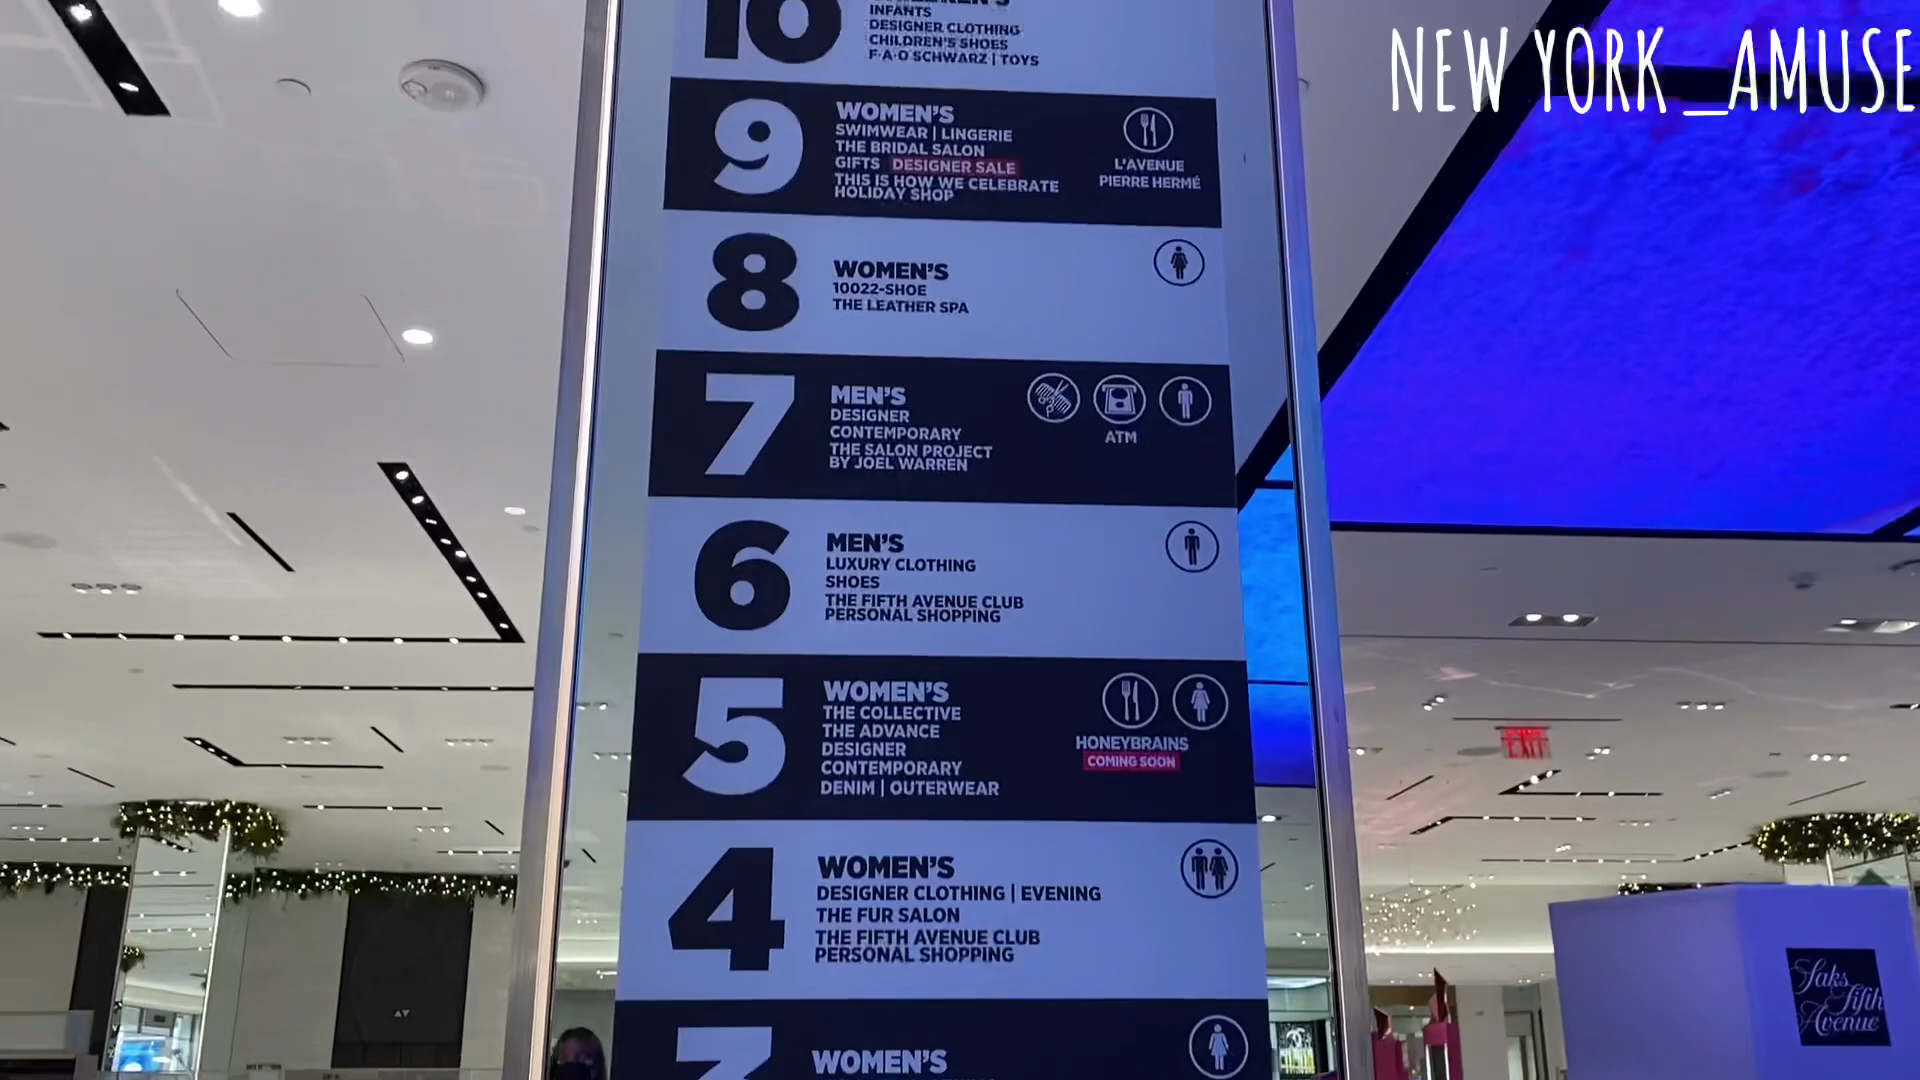 NEW YORK _AMUSE
10
INFANTS
DESIGNER CLOTHING
CHILDREN'S SHOES
F·A·O SCHWARZ | TOYS
9
WOMEN'S
SWIMWEAR | LINGERIE
THE BRIDAL SALON
GIFTS DESIGNER SALE
THIS IS HOW WE CELEBRATE
HOLIDAY SHOP
L'AVENUE
PIERRE HERMÉ
8
WOMEN'S
10022-SHOE
THE LEATHER SPA
7
MEN'S
DESIGNER
CONTEMPORARY
THE SALON PROJECT
BY JOEL WARREN
ATM
6
MEN'S
LUXURY CLOTHING
SHOES
THE FIFTH AVENUE CLUB
PERSONAL SHOPPING
5
WOMEN'S
THE COLLECTIVE
THE ADVANCE
DESIGNER
CONTEMPORARY
DENIM | OUTERWEAR
HONEYBRAINS
COMING SOON
4
WOMEN'S
DESIGNER CLOTHING | EVENING
THE FUR SALON
THE FIFTH AVENUE CLUB
PERSONAL SHOPPING
3
WOMEN'S
EXIT
Saks
Fifth
Avenue